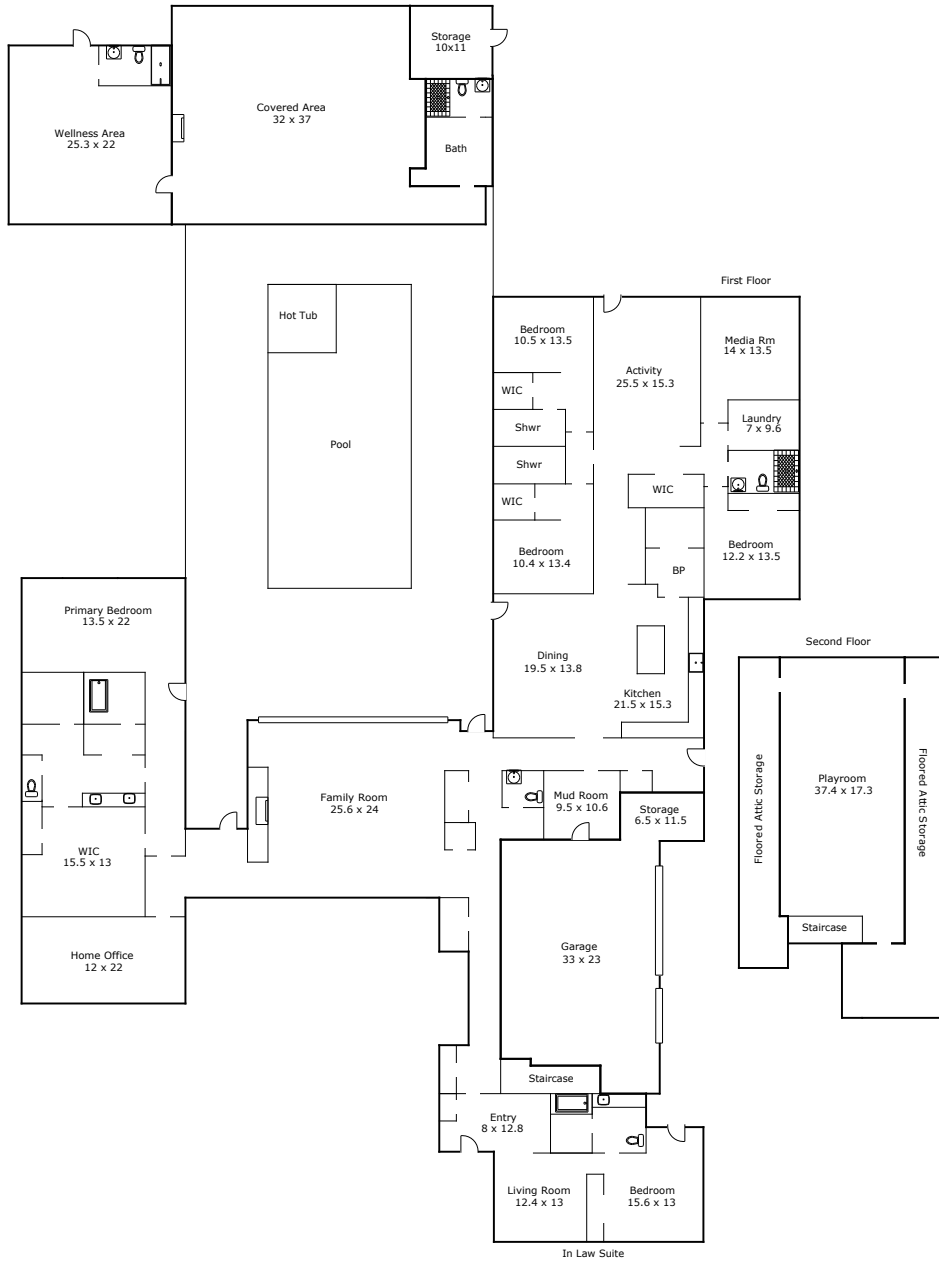 Storage
10x11
Covered Area
32 x 37
Wellness Area
25.3 x 22
Bath
First Floor
Hot Tub
Bedroom
10.5 x 13.5
Media Rm
14 x 13.5
Activity
25.5 x 15.3
WIC
Laundry
7 x 9.6
Shwr
Pool
Shwr
WIC
WIC
Bedroom
10.4 x 13.4
Bedroom
12.2 x 13.5
BP
Primary Bedroom
13.5 x 22
Second Floor
Dining
19.5 x 13.8
Kitchen
21.5 x 15.3
Floored Attic Storage
Playroom
37.4 x 17.3
Floored Attic Storage
Family Room
25.6 x 24
Mud Room
9.5 x 10.6
Storage
6.5 x 11.5
WIC
15.5 x 13
Staircase
Garage
33 x 23
Home Office
12 x 22
Staircase
Entry
8 x 12.8
Living Room
12.4 x 13
Bedroom
15.6 x 13
In Law Suite